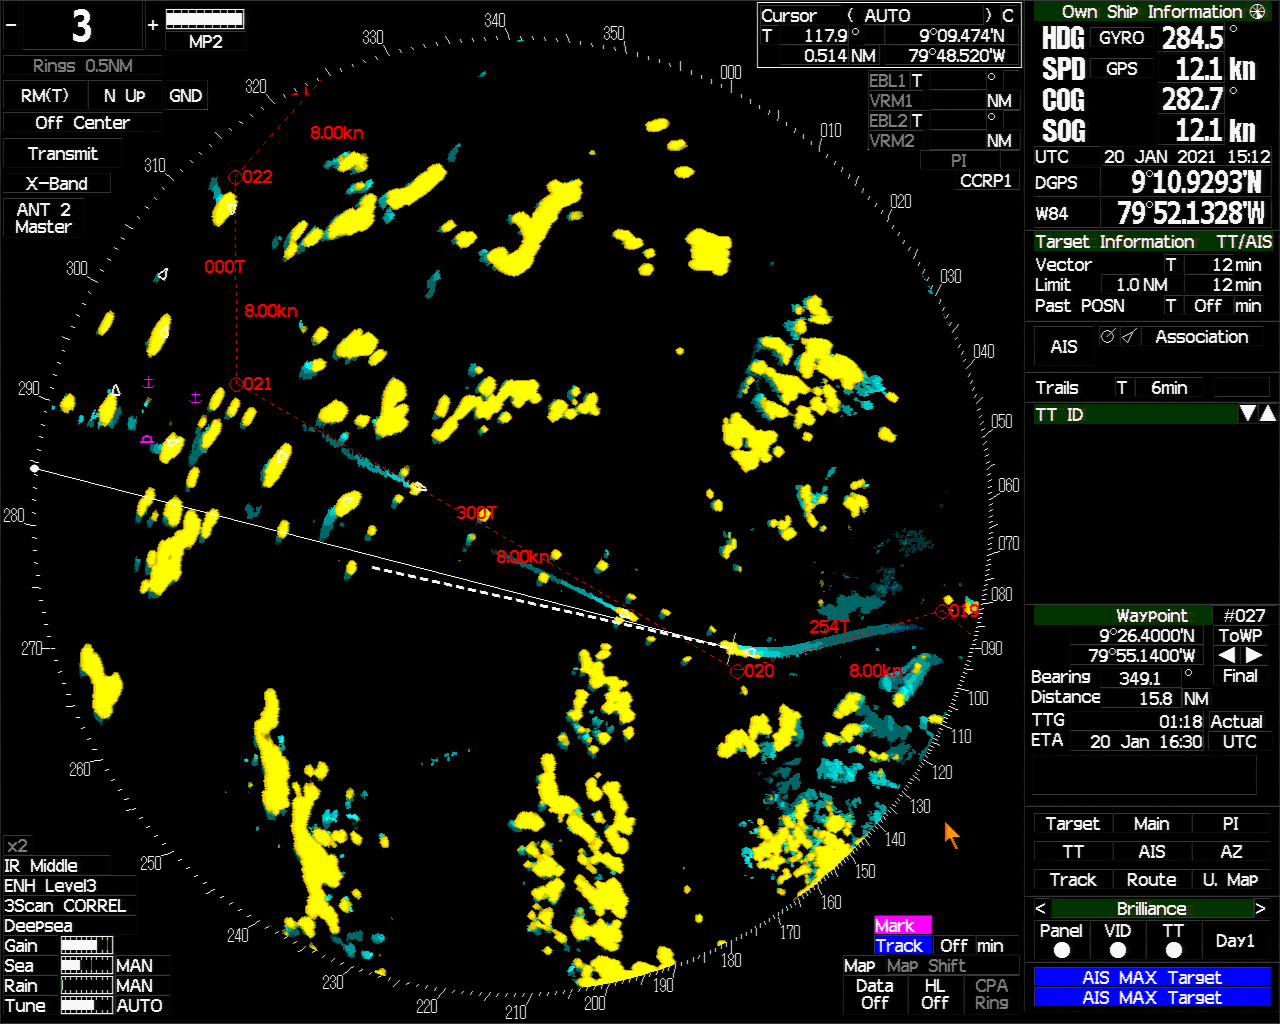 − 3 +
MP2
Rings 0.5NM
RM(T) N Up GND
Off Center
Transmit
X-Band
ANT 2
Master
Cursor ( AUTO ) C
T 117.9° 9°09.474'N
0.514 NM 79°48.520'W
EBL1 T °
VRM1 NM
EBL2 T °
VRM2 NM
PI
CCRP1
340
350
330
000
320
010
310
020
300
030
290
040
280
050
270
060
260
070
250
080
240
090
230
100
220
110
210
120
200
130
190
140
180
150
170
160
8.00kn
022
000T
8.00kn
021
300T
8.00kn
254T
019
020
8.00kn
x2
IR Middle
ENH Level3
3Scan CORREL
Deepsea
Gain
Sea MAN
Rain MAN
Tune AUTO
Mark
Track Off min
Map Map Shift
Data Off HL Off CPA Ring
Own Ship Information
HDG GYRO 284.5°
SPD GPS 12.1 kn
COG 282.7°
SOG 12.1 kn
UTC 20 JAN 2021 15:12
DGPS 9°10.9293'N
W84 79°52.1328'W
Target Information TT/AIS
Vector T 12 min
Limit 1.0 NM 12 min
Past POSN T Off min
AIS Association
Trails T 6min
TT ID ▼▲
Waypoint #027
9°26.4000'N ToWP
79°55.1400'W ◀ ▶
Bearing 349.1° Final
Distance 15.8 NM
TTG 01:18 Actual
ETA 20 Jan 16:30 UTC
Target Main PI
TT AIS AZ
Track Route U. Map
< Brilliance >
Panel VID TT Day1
AIS MAX Target
AIS MAX Target